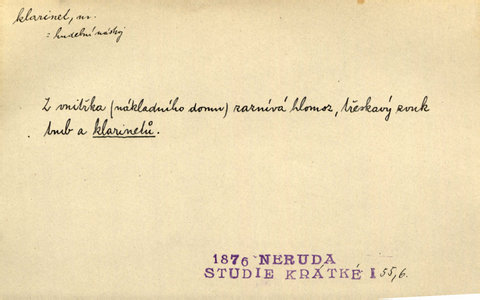 klarinet, m.
= hudební nástroj
Z vnitřka (nákladního domu) zaznívá hlomoz, třeskavý zvuk
trub a klarinetů.
1876 NERUDA
STUDIE KRÁTKÉ I 55,6.